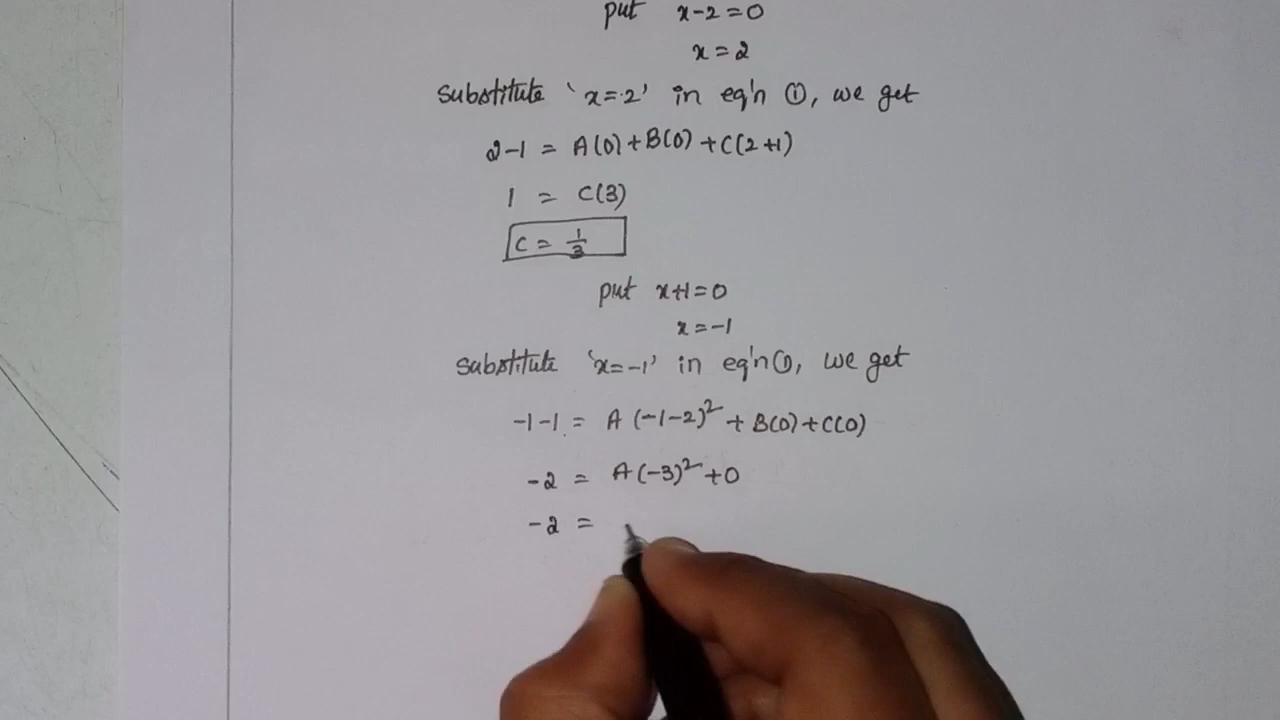 put x-2=0
x=2
substitute 'x=2' in eq'n ①, we get
2-1 = A(0)+B(0)+C(2+1)
1 = C(3)
C = 1/3
put x+1=0
x=-1
substitute 'x=-1' in eq'n ①, we get
-1-1 = A(-1-2)² + B(0)+C(0)
-2 = A(-3)²+0
-2 =